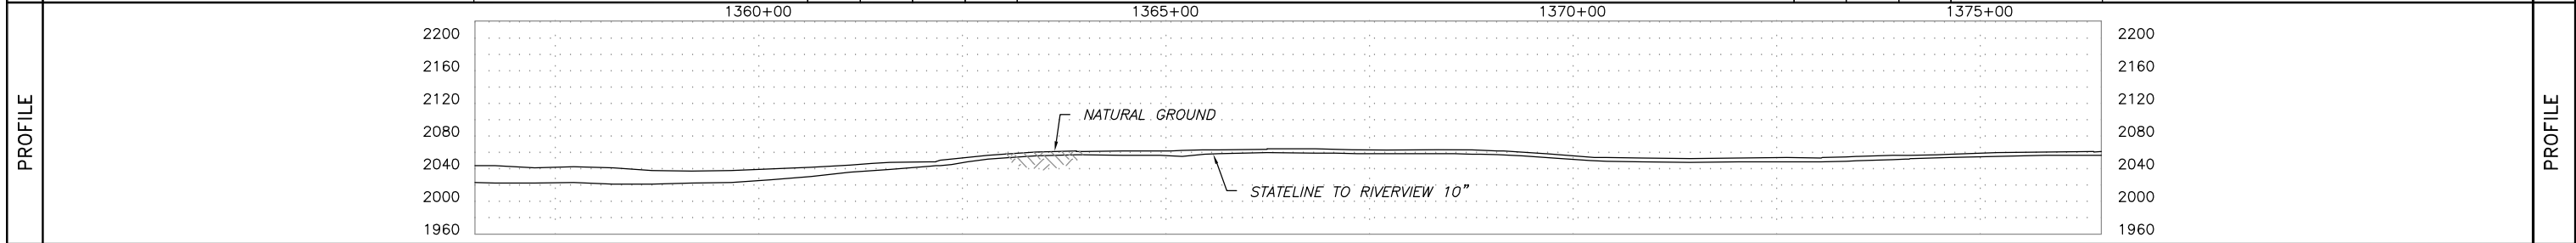 1360+00 1365+00 1370+00 1375+00
PROFILE
2200 2200
2160 2160
2120 2120
NATURAL GROUND
2080 2080
2040 2040
STATELINE TO RIVERVIEW 10"
2000 2000
1960 1960
PROFILE